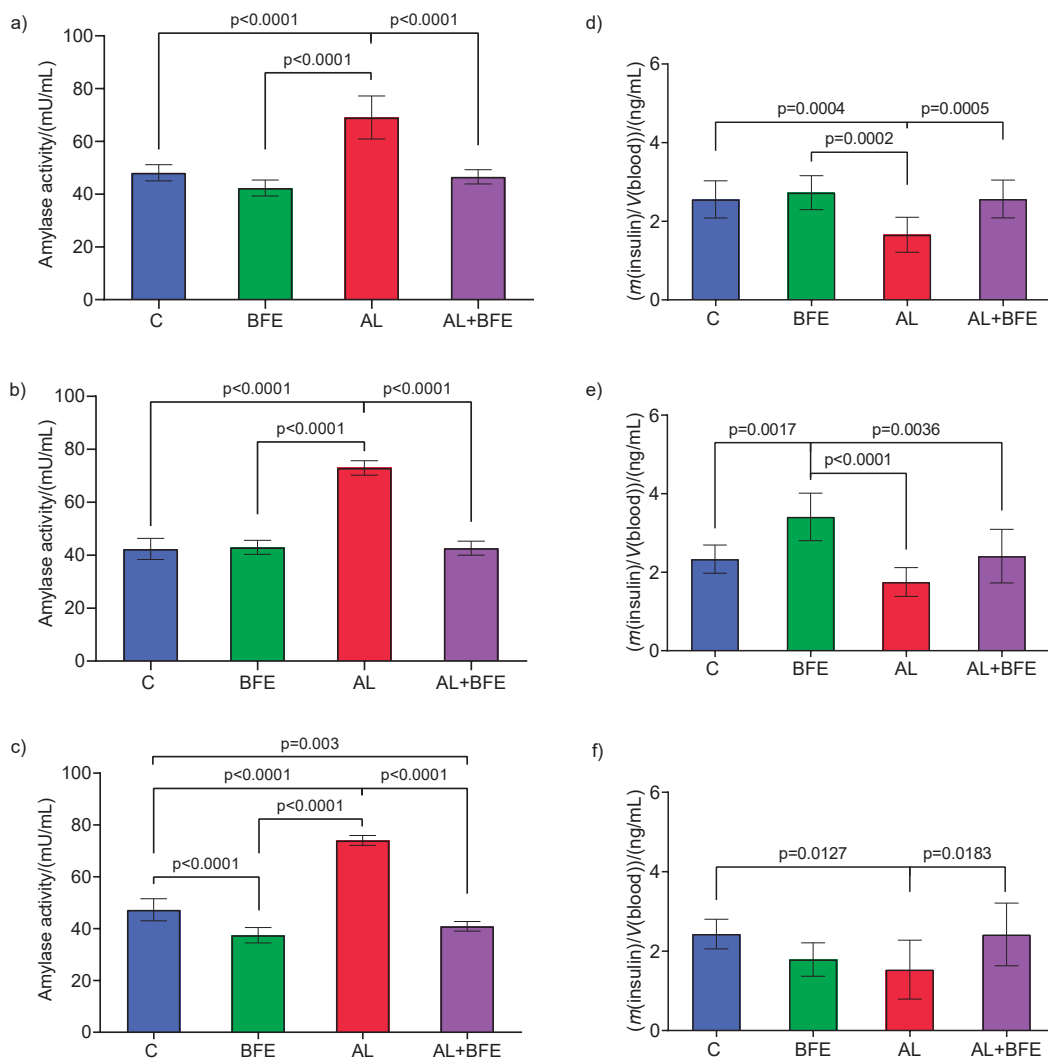 a)
p<0.0001
p<0.0001
p<0.0001
Amylase activity/(mU/mL)
100
80
60
40
20
0
C
BFE
AL
AL+BFE
d)
p=0.0004
p=0.0005
p=0.0002
(m(insulin)/V(blood))/(ng/mL)
6
4
2
0
C
BFE
AL
AL+BFE
b)
p<0.0001
p<0.0001
p<0.0001
Amylase activity/(mU/mL)
100
80
60
40
20
0
C
BFE
AL
AL+BFE
e)
p=0.0017
p=0.0036
p<0.0001
(m(insulin)/V(blood))/(ng/mL)
6
4
2
0
C
BFE
AL
AL+BFE
c)
p=0.003
p<0.0001
p<0.0001
p<0.0001
p<0.0001
Amylase activity/(mU/mL)
100
80
60
40
20
0
C
BFE
AL
AL+BFE
f)
p=0.0127
p=0.0183
(m(insulin)/V(blood))/(ng/mL)
6
4
2
0
C
BFE
AL
AL+BFE